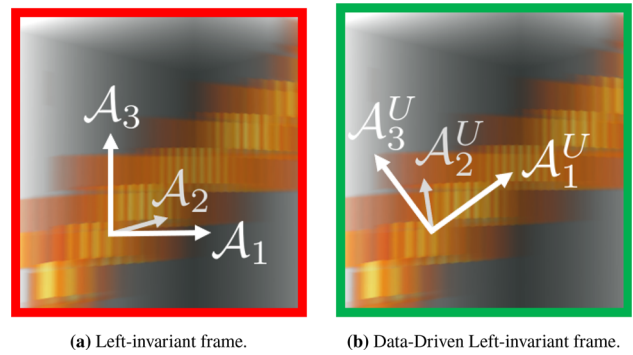 𝒜₃
𝒜₂
𝒜₁
𝒜₃ᵁ
𝒜₂ᵁ
𝒜₁ᵁ
(a) Left-invariant frame.
(b) Data-Driven Left-invariant frame.